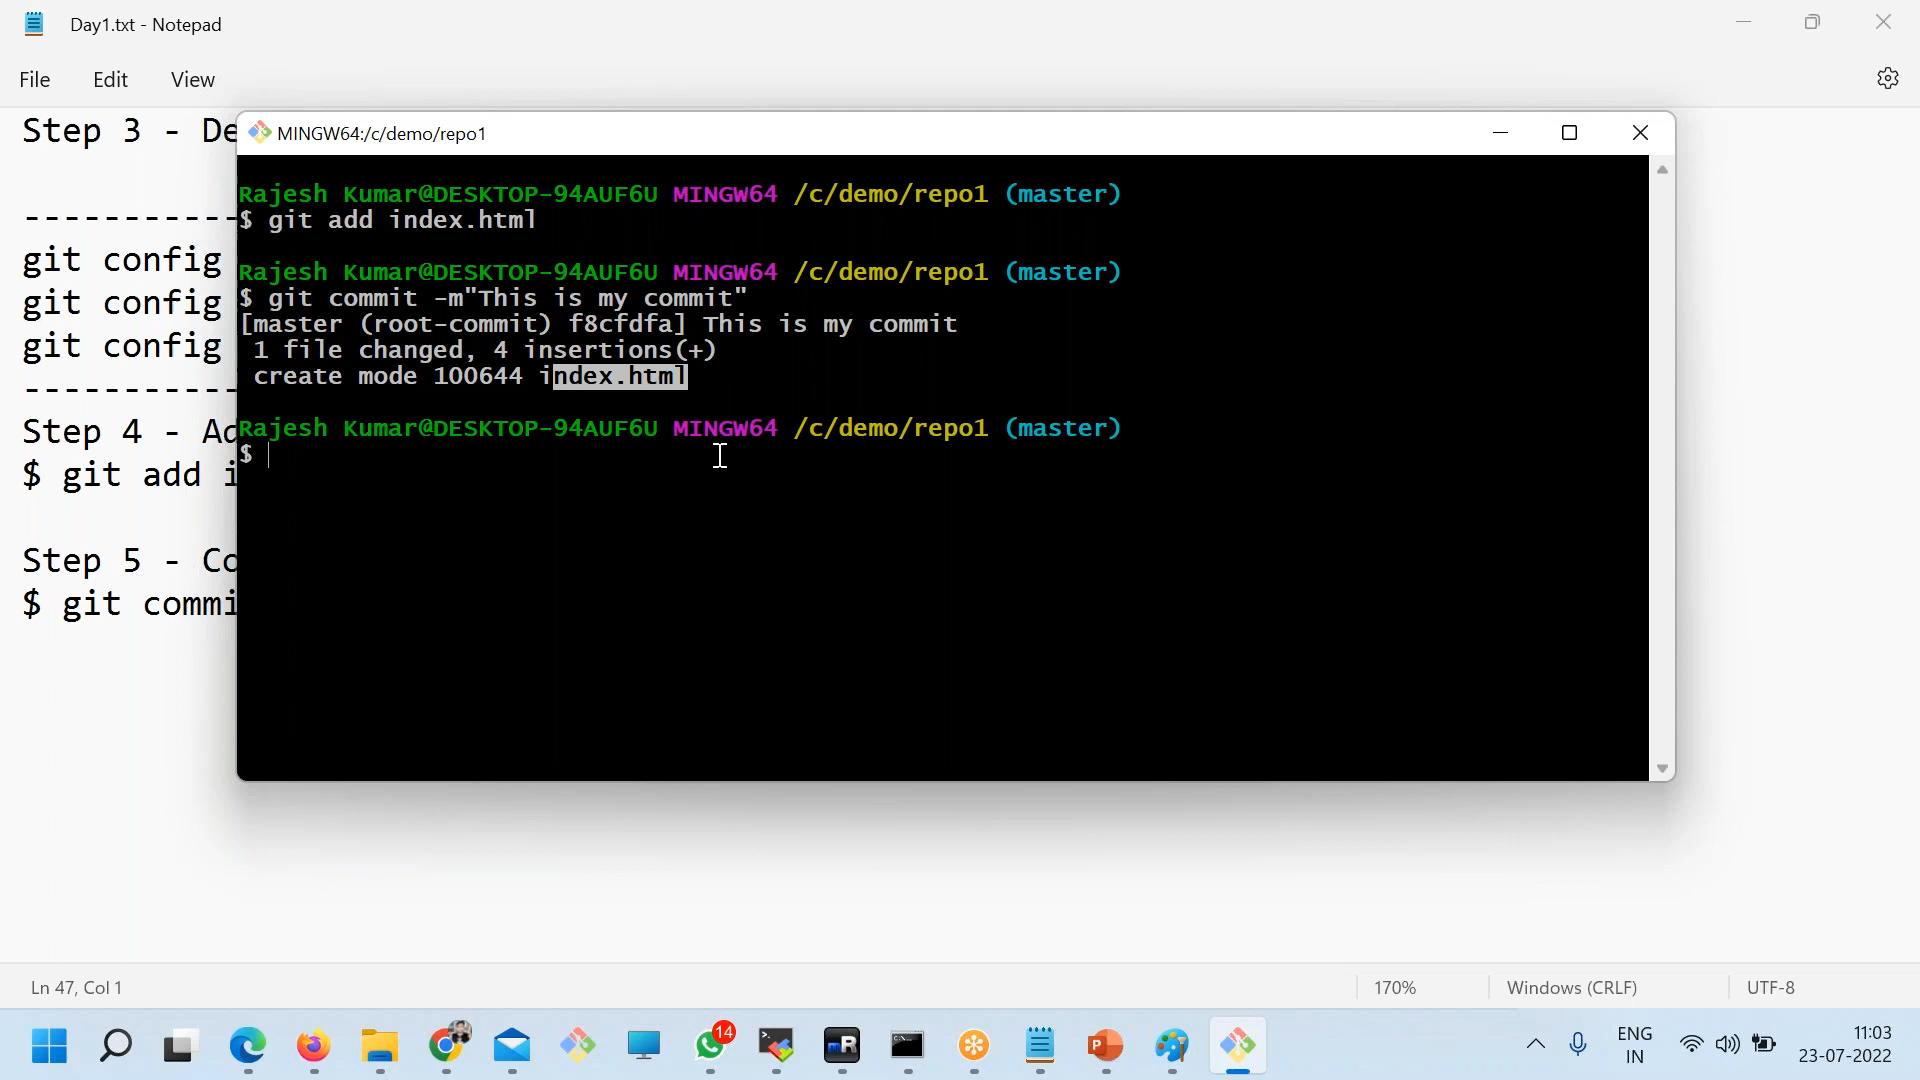 Day1.txt - Notepad
File Edit View
Step 3 - De
-----------
git config
git config
git config
-----------
Step 4 - Ad
$ git add i
Step 5 - Co
$ git commi
MINGW64:/c/demo/repo1
Rajesh Kumar@DESKTOP-94AUF6U MINGW64 /c/demo/repo1 (master)
$ git add index.html
Rajesh Kumar@DESKTOP-94AUF6U MINGW64 /c/demo/repo1 (master)
$ git commit -m"This is my commit"
[master (root-commit) f8cfdfa] This is my commit
1 file changed, 4 insertions(+)
create mode 100644 index.html
Rajesh Kumar@DESKTOP-94AUF6U MINGW64 /c/demo/repo1 (master)
$
Ln 47, Col 1 170% Windows (CRLF) UTF-8
14
ENG
IN
11:03
23-07-2022